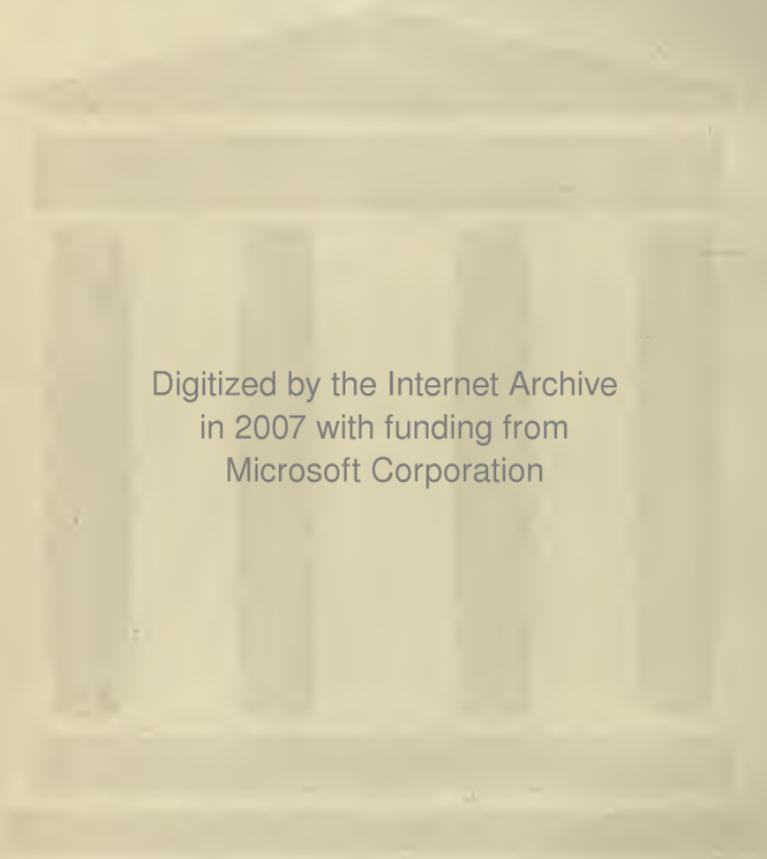 Digitized by the Internet Archive
in 2007 with funding from
Microsoft Corporation